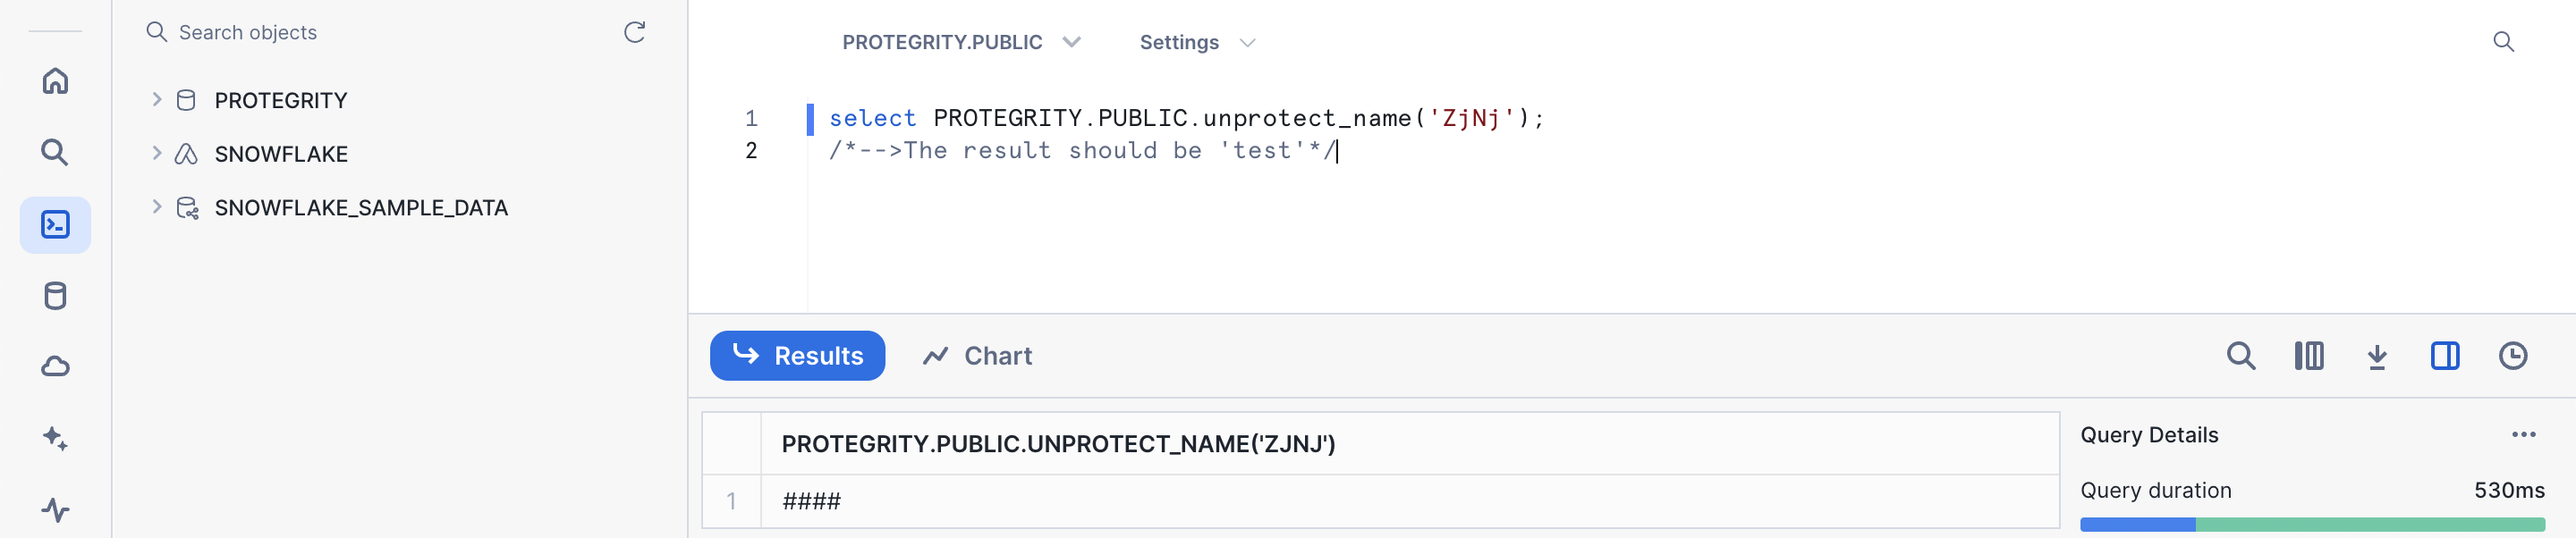 Search objects
PROTEGRITY
SNOWFLAKE
SNOWFLAKE_SAMPLE_DATA
PROTEGRITY.PUBLIC
Settings
1 select PROTEGRITY.PUBLIC.unprotect_name('ZjNj');
2 /*-->The result should be 'test'*/
Results
Chart
PROTEGRITY.PUBLIC.UNPROTECT_NAME('ZJNJ')
1 ####
Query Details
Query duration 530ms